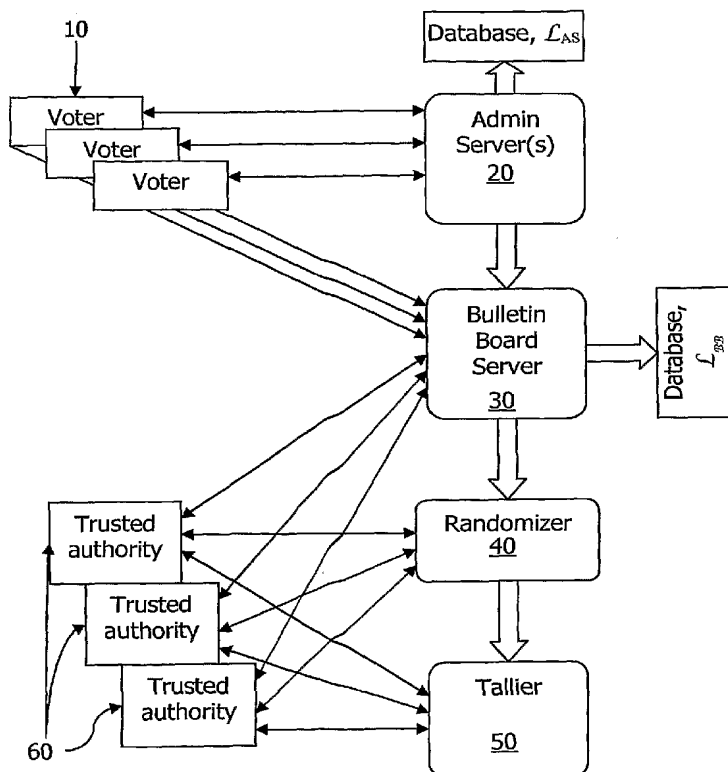 10
Database, ℒAS
Voter
Voter
Voter
Admin
Server(s)
20
Bulletin
Board
Server
30
Database,
ℒBB
Trusted
authority
Trusted
authority
Trusted
authority
60
Randomizer
40
Tallier
50